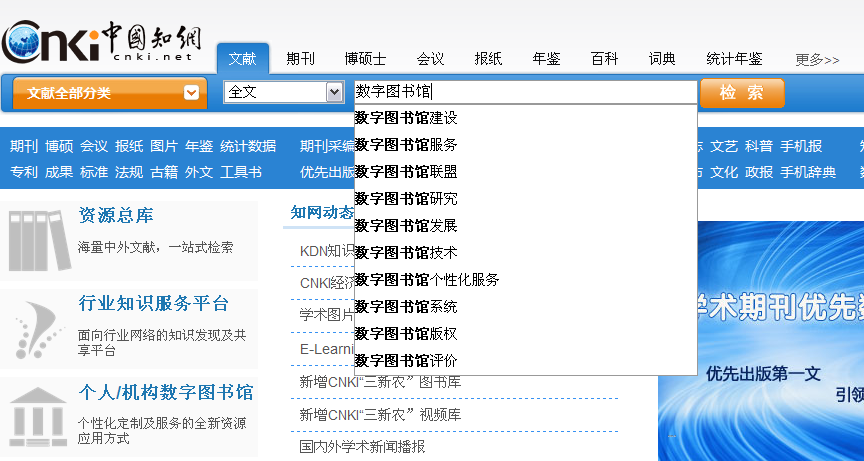 CNKI中國知網
cnki.net
文献 期刊 博硕士 会议 报纸 年鉴 百科 词典 统计年鉴 更多>>
文献全部分类 全文 数字图书馆 检 索
数字图书馆建设
数字图书馆服务
数字图书馆联盟
数字图书馆研究
数字图书馆发展
数字图书馆技术
数字图书馆个性化服务
数字图书馆系统
数字图书馆版权
数字图书馆评价
期刊 博硕 会议 报纸 图片 年鉴 统计数据 期刊采编 文艺 科普 手机报
专利 成果 标准 法规 古籍 外文 工具书 优先出版 文化 政报 手机辞典
资源总库
海量中外文献，一站式检索
行业知识服务平台
面向行业网络的知识发现及共
享平台
个人/机构数字图书馆
个性化定制及服务的全新资源
应用方式
知网动态
KDN知识
CNKI经济
学术图片
E-Learni
新增CNKI“三新农”图书库
新增CNKI“三新农”视频库
国内外学术新闻播报
学术期刊优先数
优先出版第一文
引领